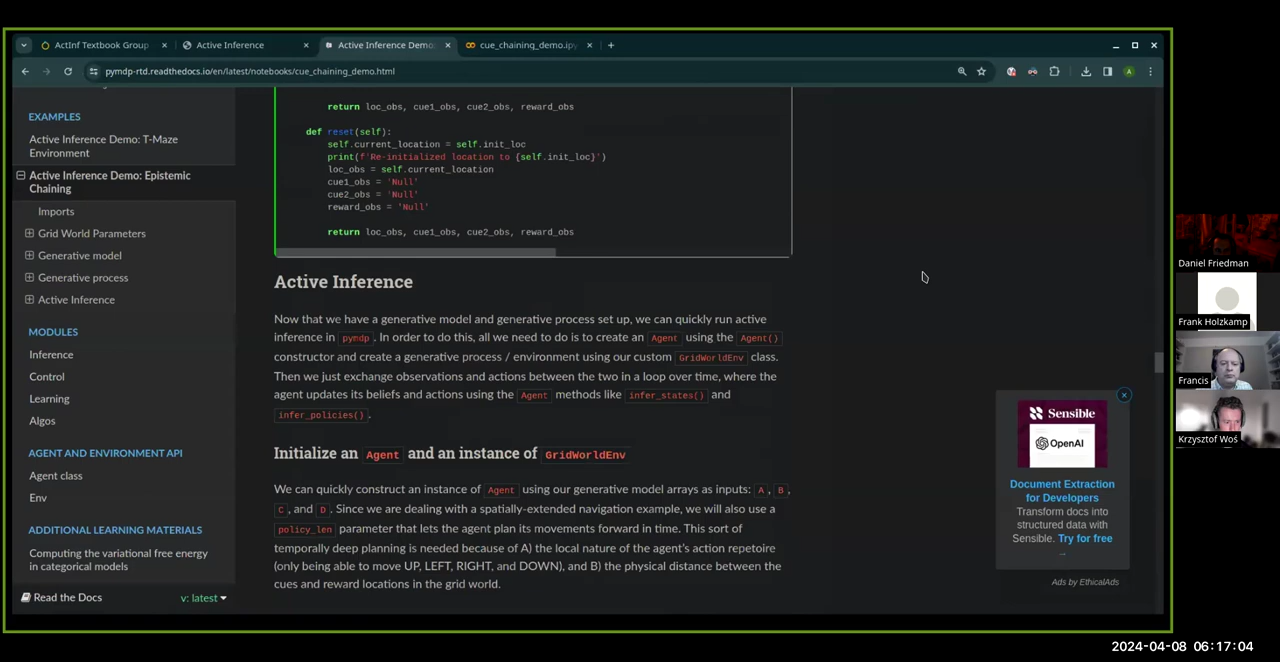 ActInf Textbook Group
Active Inference
Active Inference Demo:
cue_chaining_demo.ipy
pymdp-rtd.readthedocs.io/en/latest/notebooks/cue_chaining_demo.html
A
EXAMPLES
Active Inference Demo: T-Maze
Environment
Active Inference Demo: Epistemic
Chaining
Imports
Grid World Parameters
Generative model
Generative process
Active Inference
MODULES
Inference
Control
Learning
Algos
AGENT AND ENVIRONMENT API
Agent class
Env
ADDITIONAL LEARNING MATERIALS
Computing the variational free energy
in categorical models
Read the Docs
v: latest
return loc_obs, cue1_obs, cue2_obs, reward_obs
def reset(self):
self.current_location = self.init_loc
print(f'Re-initialized location to {self.init_loc}')
loc_obs = self.current_location
cue1_obs = 'Null'
cue2_obs = 'Null'
reward_obs = 'Null'
return loc_obs, cue1_obs, cue2_obs, reward_obs
Active Inference
Now that we have a generative model and generative process set up, we can quickly run active
inference in pymdp. In order to do this, all we need to do is to create an Agent using the Agent()
constructor and create a generative process / environment using our custom GridWorldEnv class.
Then we just exchange observations and actions between the two in a loop over time, where the
agent updates its beliefs and actions using the Agent methods like infer_states() and
infer_policies().
Initialize an Agent and an instance of GridWorldEnv
We can quickly construct an instance of Agent using our generative model arrays as inputs: A, B,
C, and D. Since we are dealing with a spatially-extended navigation example, we will also use a
policy_len parameter that lets the agent plan its movements forward in time. This sort of
temporally deep planning is needed because of A) the local nature of the agent's action repetoire
(only being able to move UP, LEFT, RIGHT, and DOWN), and B) the physical distance between the
cues and reward locations in the grid world.
Sensible
OpenAI
Document Extraction
for Developers
Transform docs into
structured data with
Sensible. Try for free
→
Ads by EthicalAds
Daniel Friedman
Frank Holzkamp
Francis
Krzysztof Woś
2024-04-08 06:17:04